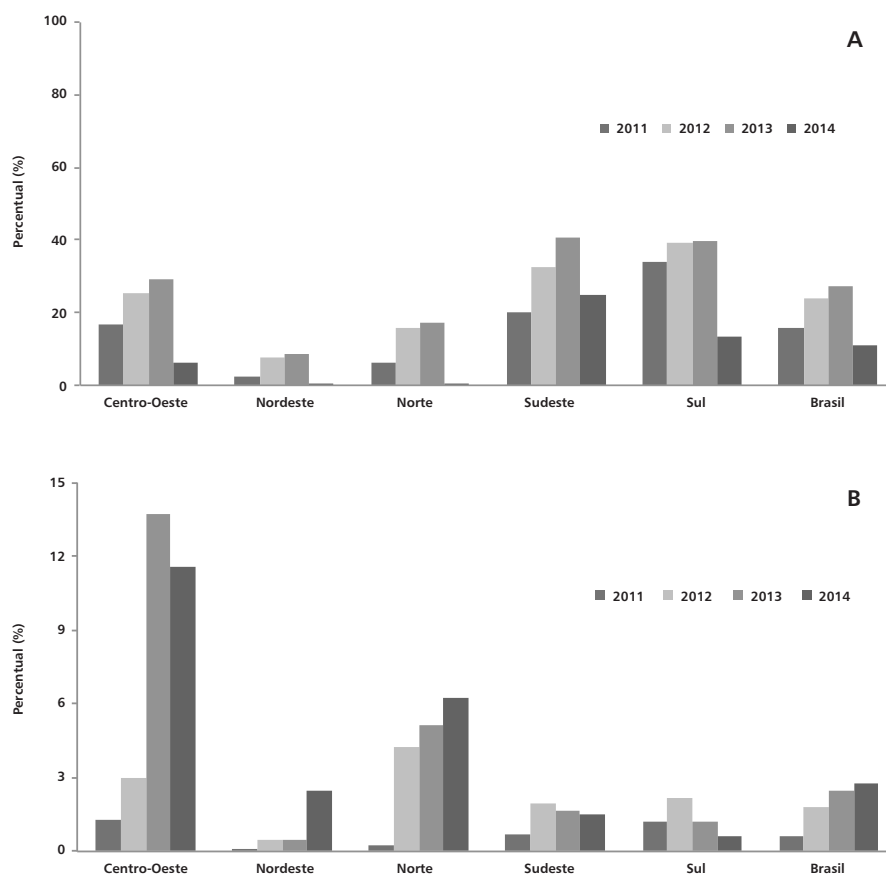 A
100
80
60
40
20
0
Percentual (%)
2011 2012 2013 2014
Centro-Oeste Nordeste Norte Sudeste Sul Brasil
B
15
12
9
6
3
0
Percentual (%)
2011 2012 2013 2014
Centro-Oeste Nordeste Norte Sudeste Sul Brasil